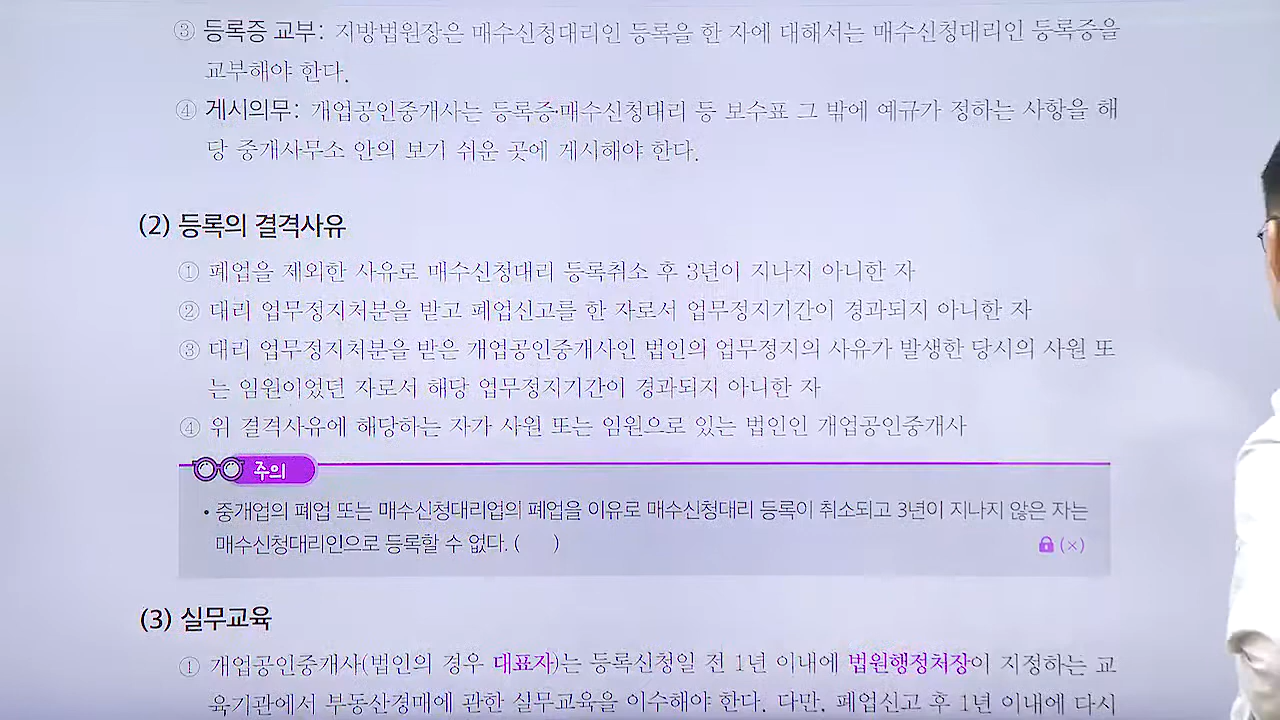 ③ 등록증 교부: 지방법원장은 매수신청대리인 등록을 한 자에 대해서는 매수신청대리인 등록증을
교부해야 한다.
④ 게시의무: 개업공인중개사는 등록증·매수신청대리 등 보수표 그 밖에 예규가 정하는 사항을 해
당 중개사무소 안의 보기 쉬운 곳에 게시해야 한다.
(2) 등록의 결격사유
① 폐업을 제외한 사유로 매수신청대리 등록취소 후 3년이 지나지 아니한 자
② 대리 업무정지처분을 받고 폐업신고를 한 자로서 업무정지기간이 경과되지 아니한 자
③ 대리 업무정지처분을 받은 개업공인중개사인 법인의 업무정지의 사유가 발생한 당시의 사원 또
는 임원이었던 자로서 해당 업무정지기간이 경과되지 아니한 자
④ 위 결격사유에 해당하는 자가 사원 또는 임원으로 있는 법인인 개업공인중개사
주의
• 중개업의 폐업 또는 매수신청대리업의 폐업을 이유로 매수신청대리 등록이 취소되고 3년이 지나지 않은 자는
매수신청대리인으로 등록할 수 없다. ( )
(×)
(3) 실무교육
① 개업공인중개사(법인의 경우 대표자)는 등록신청일 전 1년 이내에 법원행정처장이 지정하는 교
육기관에서 부동산경매에 관한 실무교육을 이수해야 한다. 다만, 폐업신고 후 1년 이내에 다시